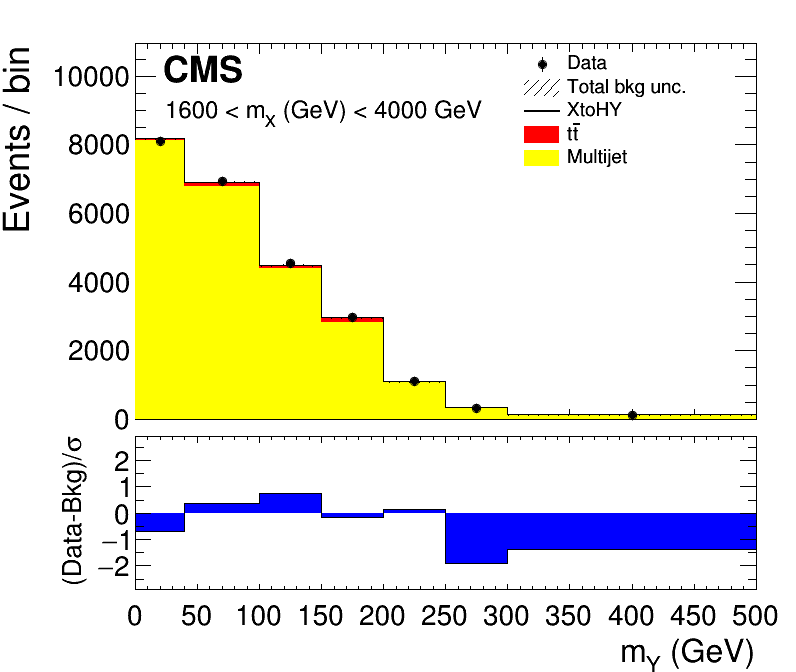 CMS
1600 < mX (GeV) < 4000 GeV
Data
Total bkg unc.
XtoHY
tt̄
Multijet
Events / bin
10000
8000
6000
4000
2000
0
(Data-Bkg)/σ
2
1
0
−1
−2
0 50 100 150 200 250 300 350 400 450 500
mY (GeV)